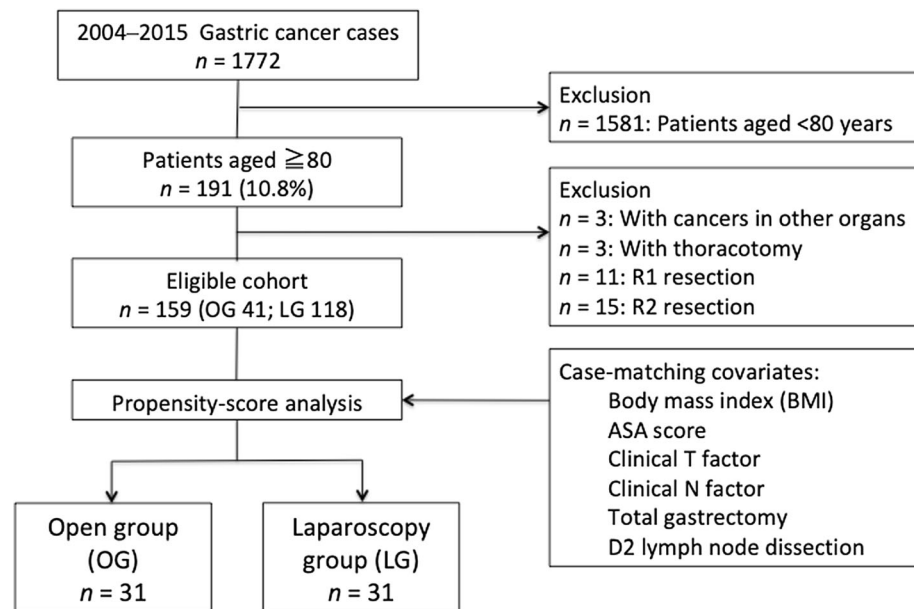 2004–2015 Gastric cancer cases
n = 1772
Exclusion
n = 1581: Patients aged <80 years
Patients aged ≧80
n = 191 (10.8%)
Exclusion
n = 3: With cancers in other organs
n = 3: With thoracotomy
n = 11: R1 resection
n = 15: R2 resection
Eligible cohort
n = 159 (OG 41; LG 118)
Case-matching covariates:
Body mass index (BMI)
ASA score
Clinical T factor
Clinical N factor
Total gastrectomy
D2 lymph node dissection
Propensity-score analysis
Open group
(OG)
n = 31
Laparoscopy
group (LG)
n = 31